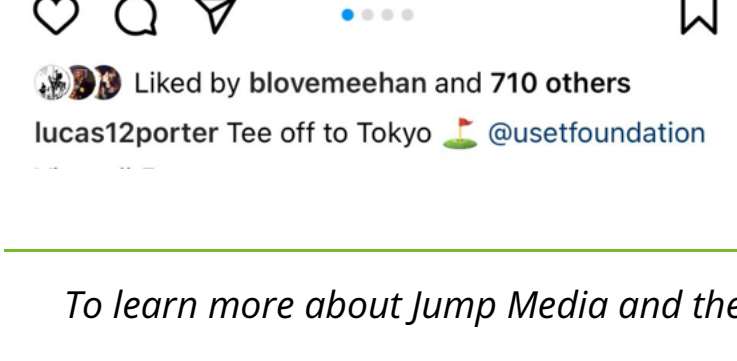 Liked by blovemeehan and 710 others
lucas12porter Tee off to Tokyo ⛳ @usetfoundation
To learn more about Jump Media and the